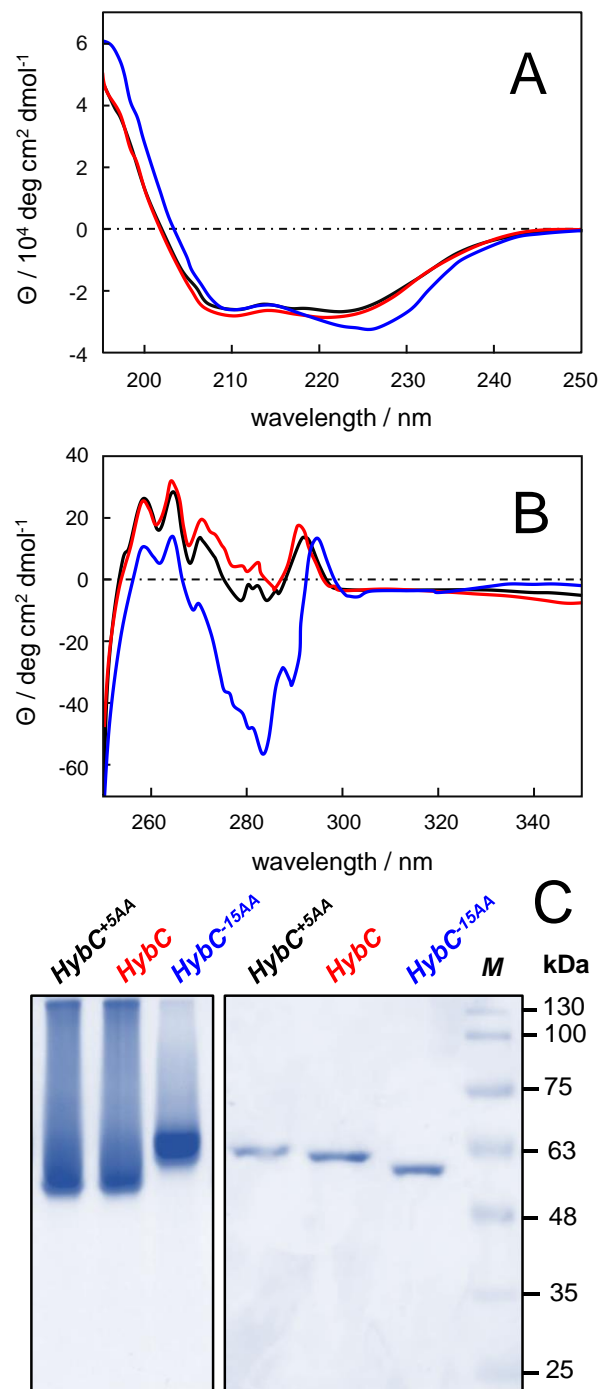 A
6
4
2
0
-2
-4
Θ / 10⁴ deg cm² dmol⁻¹
200 210 220 230 240 250
wavelength / nm
B
40
20
0
-20
-40
-60
Θ / deg cm² dmol⁻¹
260 280 300 320 340
wavelength / nm
C
HybC⁺⁵ᴬᴬ HybC HybC⁻¹⁵ᴬᴬ HybC⁺⁵ᴬᴬ HybC HybC⁻¹⁵ᴬᴬ M kDa
130
100
75
63
48
35
25